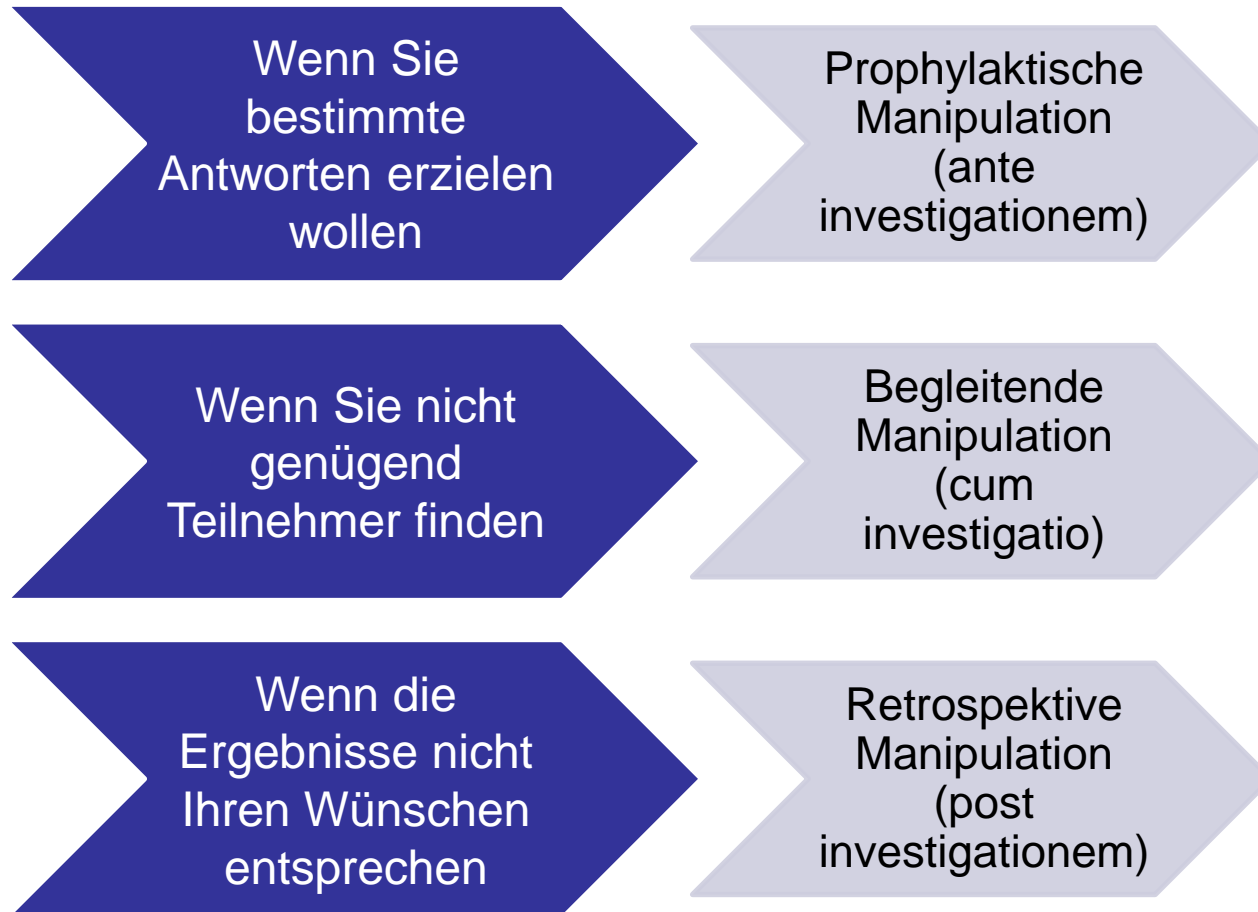 Wenn Sie
bestimmte
Antworten erzielen
wollen
Prophylaktische
Manipulation
(ante
investigationem)
Wenn Sie nicht
genügend
Teilnehmer finden
Begleitende
Manipulation
(cum
investigatio)
Wenn die
Ergebnisse nicht
Ihren Wünschen
entsprechen
Retrospektive
Manipulation
(post
investigationem)